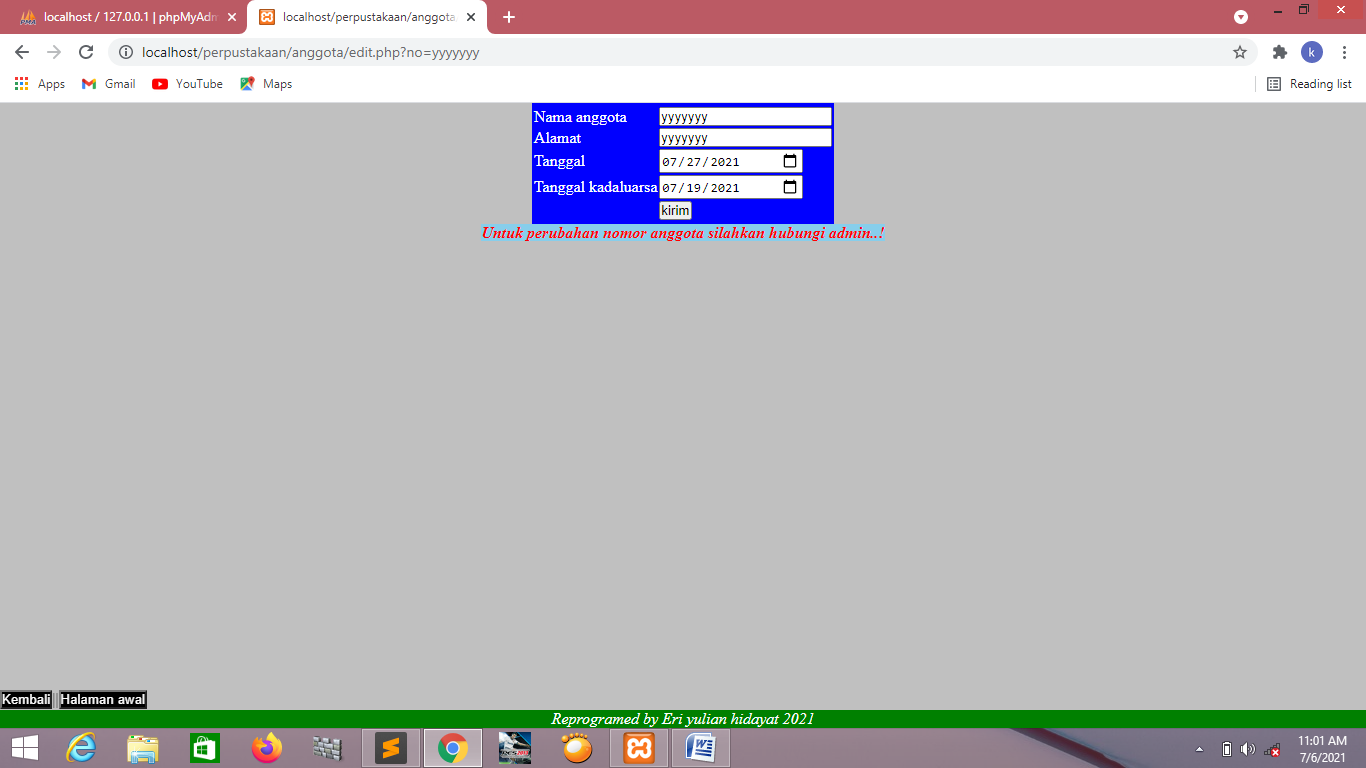 localhost / 127.0.0.1 | phpMyAdm
localhost/perpustakaan/anggota
localhost/perpustakaan/anggota/edit.php?no=yyyyyyy
k
Apps Gmail YouTube Maps Reading list
Nama anggota yyyyyyy
Alamat yyyyyyy
Tanggal 07/27/2021
Tanggal kadaluarsa 07/19/2021
kirim
Untuk perubahan nomor anggota silahkan hubungi admin..!
Kembali || Halaman awal
Reprogramed by Eri yulian hidayat 2021
11:01 AM
7/6/2021